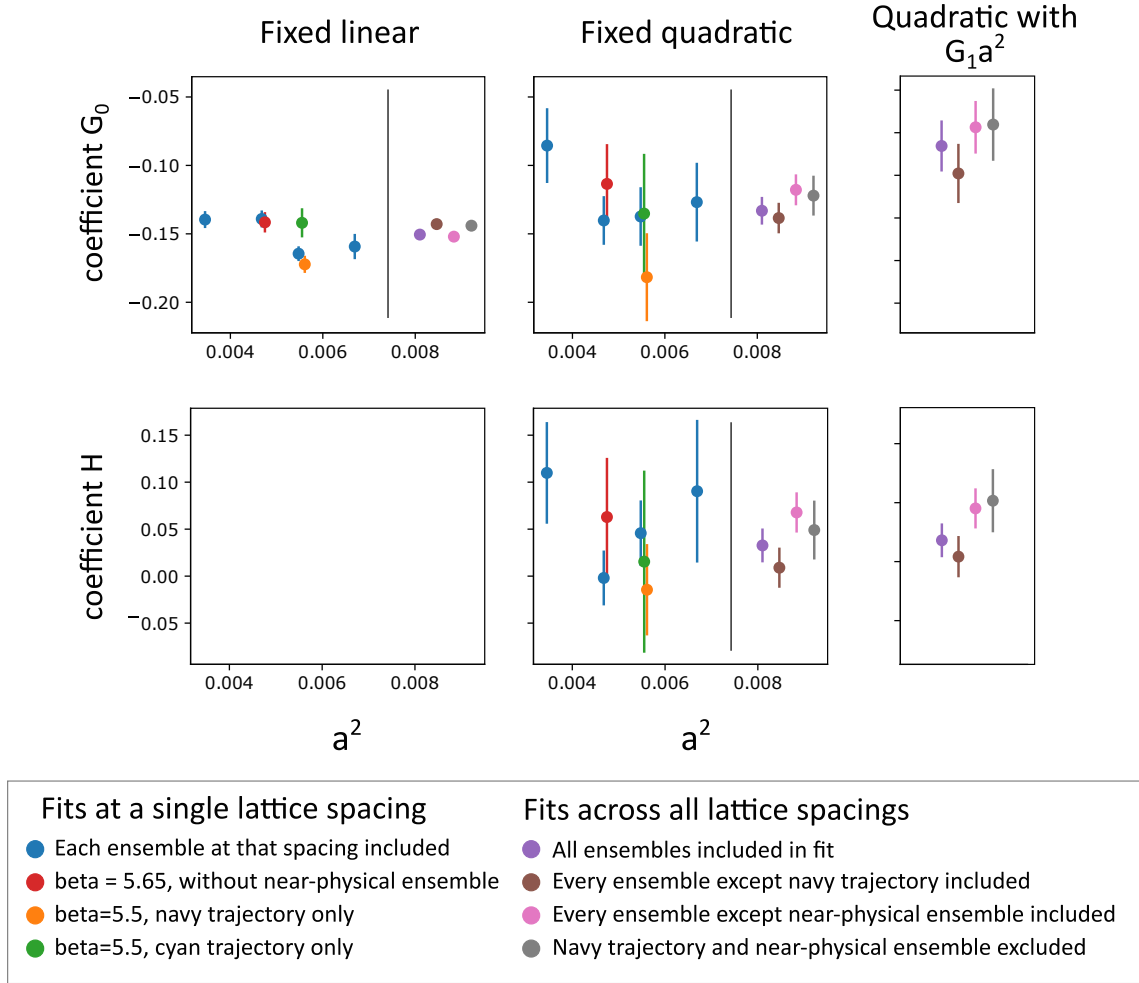 Fixed linear
Fixed quadratic
Quadratic with
G₁a²
coefficient G₀
−0.05
−0.10
−0.15
−0.20
0.004
0.006
0.008
0.004
0.006
0.008
coefficient H
0.15
0.10
0.05
0.00
−0.05
0.004
0.006
0.008
0.004
0.006
0.008
a²
a²
Fits at a single lattice spacing
Each ensemble at that spacing included
beta = 5.65, without near-physical ensemble
beta=5.5, navy trajectory only
beta=5.5, cyan trajectory only
Fits across all lattice spacings
All ensembles included in fit
Every ensemble except navy trajectory included
Every ensemble except near-physical ensemble included
Navy trajectory and near-physical ensemble excluded